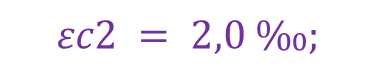 εc2 = 2,0 ‱;